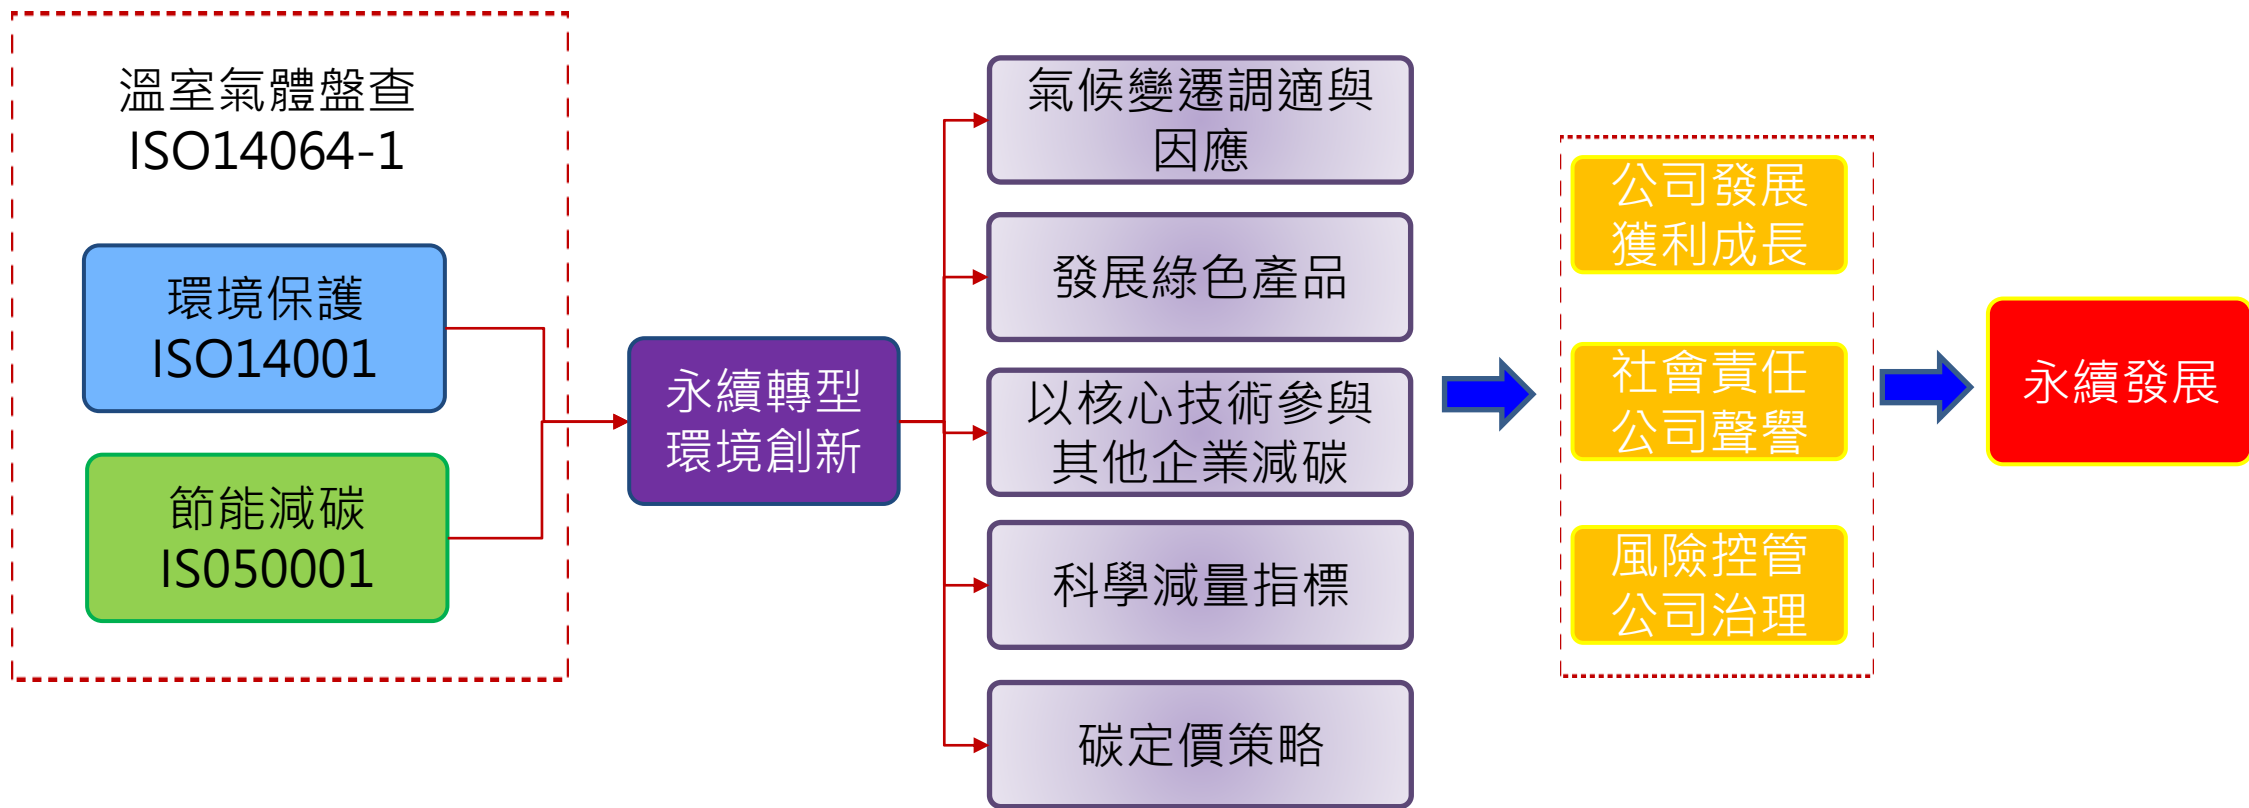 溫室氣體盤查
ISO14064-1
環境保護
ISO14001
節能減碳
IS050001
永續轉型
環境創新
氣候變遷調適與
因應
發展綠色產品
以核心技術參與
其他企業減碳
科學減量指標
碳定價策略
公司發展
獲利成長
社會責任
公司聲譽
風險控管
公司治理
永續發展